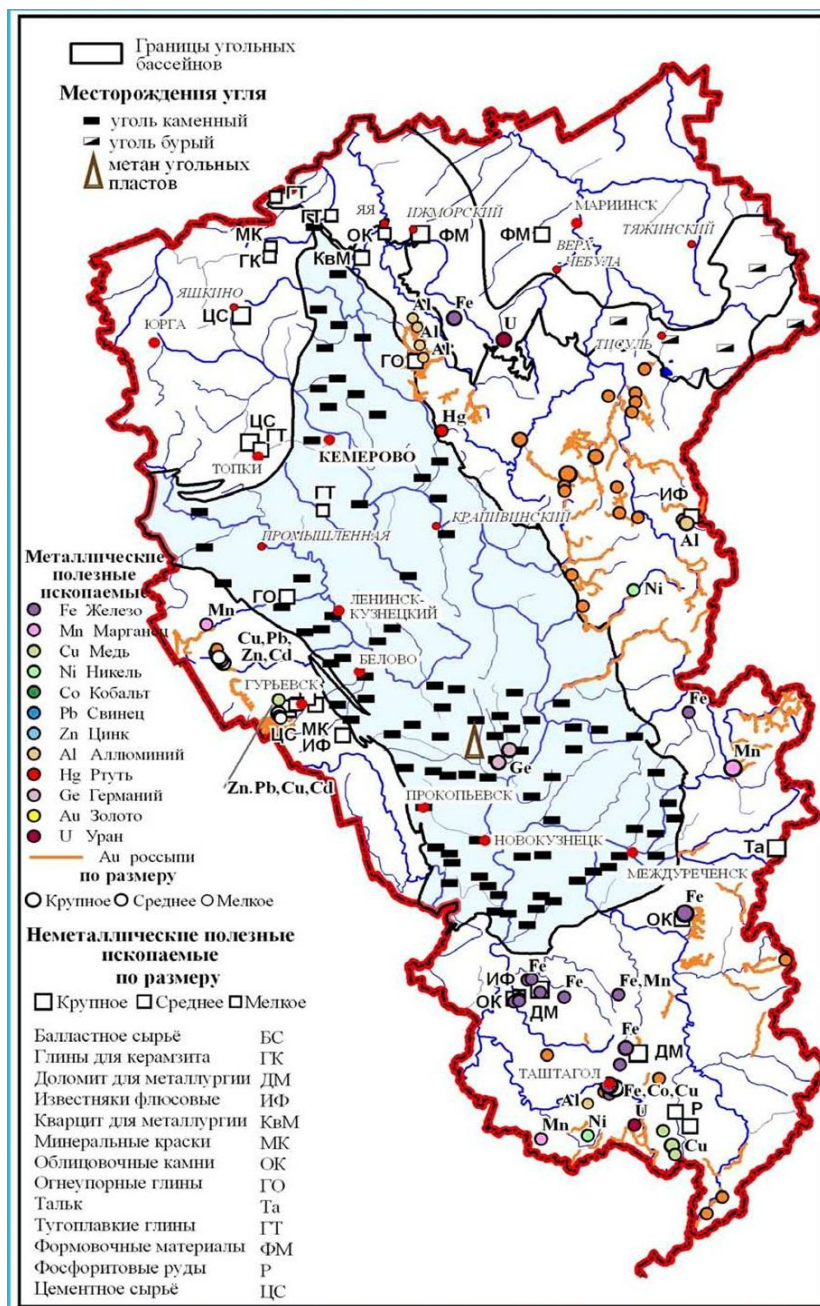 Границы угольных
бассейнов
Месторождения угля
уголь каменный
уголь бурый
метан угольных
пластов
ГТ
ГТ
МК
ГК
ЯЯ
ОК
КвМ
ИЖМОРСКИЙ
ФМ
ФМ
МАРИИНСК
ТЯЖИНСКИЙ
ВЕРХ-
ЧЕБУЛА
ЯШКИНО
ЦС
ЮРГА
Al
Al
Al
Al
ГО
Fe
U
ТИСУЛЬ
Hg
ЦС
ГТ
ТОПКИ
КЕМЕРОВО
ГТ
КРАПИВИНСКИЙ
ИФ
Al
ПРОМЫШЛЕННАЯ
Металлические
полезные
ископаемые
Fe Железо
Mn Марганец
Cu Медь
Ni Никель
Co Кобальт
Pb Свинец
Zn Цинк
Al Аллюминий
Hg Ртуть
Ge Германий
Au Золото
U Уран
Au россыпи
по размеру
Крупное Среднее Мелкое
ГО
ЛЕНИНСК-
КУЗНЕЦКИЙ
Ni
Mn
Cu,Pb,
Zn,Cd
БЕЛОВО
ГУРЬЕВСК
ЦС
МК
ИФ
Zn.Pb,Cu,Cd
Ge
Fe
Mn
ПРОКОПЬЕВСК
НОВОКУЗНЕЦК
МЕЖДУРЕЧЕНСК
Та
ОК
Fe
Неметаллические полезные
ископаемые
по размеру
Крупное Среднее Мелкое
Балластное сырьё БС
Глины для керамзита ГК
Доломит для металлургии ДМ
Известняки флюсовые ИФ
Кварцит для металлургии КвМ
Минеральные краски МК
Облицовочные камни ОК
Огнеупорные глины ГО
Тальк Та
Тугоплавкие глины ГТ
Формовочные материалы ФМ
Фосфоритовые руды Р
Цементное сырьё ЦС
ИФ
Fe
ОК
ДМ
Fe
Fe,Mn
Fe
ДМ
ТАШТАГОЛ
Fe,Co,Cu
Al
Mn
Ni
U
Р
Cu